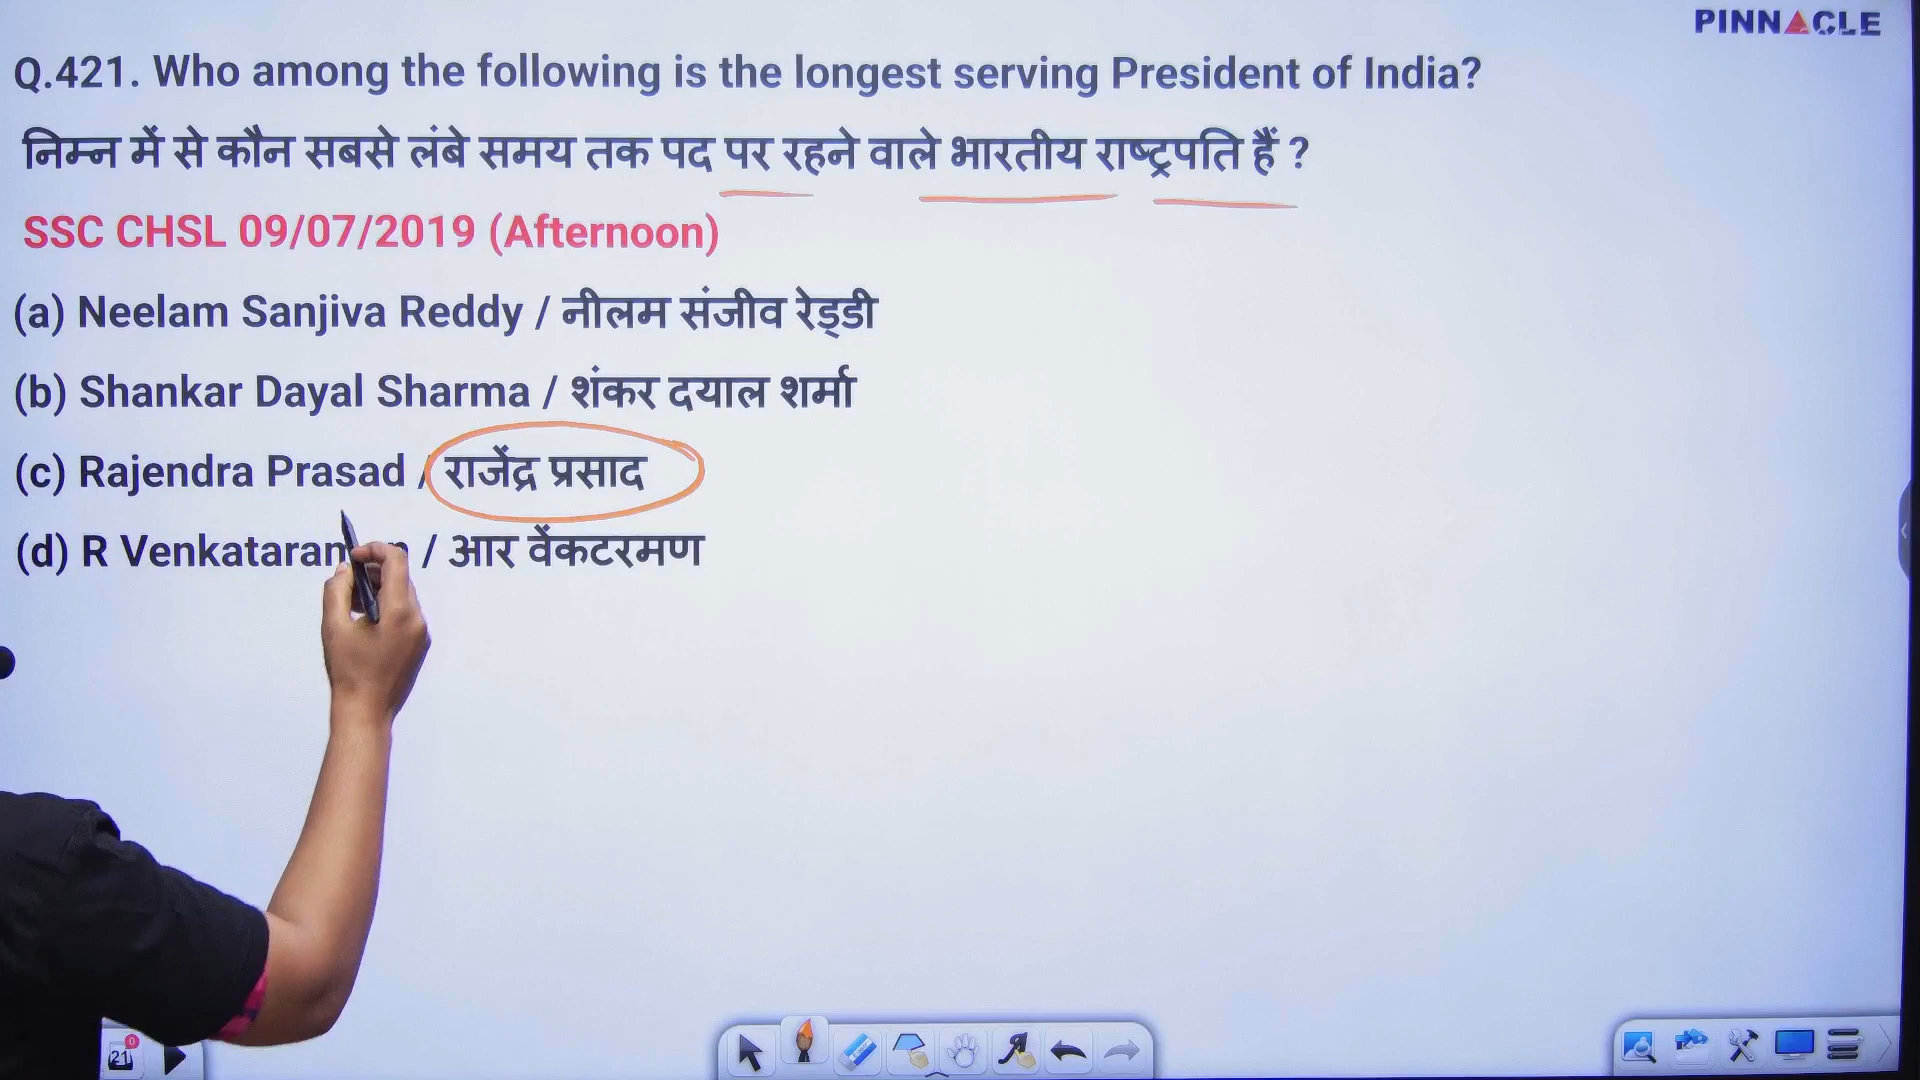 PINNACLE
Q.421. Who among the following is the longest serving President of India?
निम्न में से कौन सबसे लंबे समय तक पद पर रहने वाले भारतीय राष्ट्रपति हैं ?
SSC CHSL 09/07/2019 (Afternoon)
(a) Neelam Sanjiva Reddy / नीलम संजीव रेड्डी
(b) Shankar Dayal Sharma / शंकर दयाल शर्मा
(c) Rajendra Prasad / राजेंद्र प्रसाद
(d) R / आर वेंकटरमण
21 0